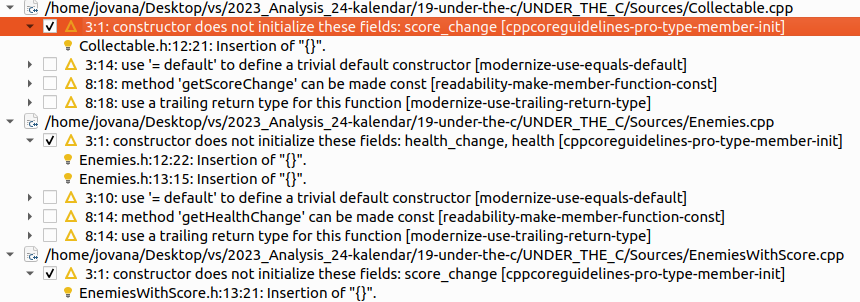 /home/jovana/Desktop/vs/2023_Analysis_24-kalendar/19-under-the-c/UNDER_THE_C/Sources/Collectable.cpp
3:1: constructor does not initialize these fields: score_change [cppcoreguidelines-pro-type-member-init]
Collectable.h:12:21: Insertion of "{}".
3:14: use '= default' to define a trivial default constructor [modernize-use-equals-default]
8:18: method 'getScoreChange' can be made const [readability-make-member-function-const]
8:18: use a trailing return type for this function [modernize-use-trailing-return-type]
/home/jovana/Desktop/vs/2023_Analysis_24-kalendar/19-under-the-c/UNDER_THE_C/Sources/Enemies.cpp
3:1: constructor does not initialize these fields: health_change, health [cppcoreguidelines-pro-type-member-init]
Enemies.h:12:22: Insertion of "{}".
Enemies.h:13:15: Insertion of "{}".
3:10: use '= default' to define a trivial default constructor [modernize-use-equals-default]
8:14: method 'getHealthChange' can be made const [readability-make-member-function-const]
8:14: use a trailing return type for this function [modernize-use-trailing-return-type]
/home/jovana/Desktop/vs/2023_Analysis_24-kalendar/19-under-the-c/UNDER_THE_C/Sources/EnemiesWithScore.cpp
3:1: constructor does not initialize these fields: score_change [cppcoreguidelines-pro-type-member-init]
EnemiesWithScore.h:13:21: Insertion of "{}".